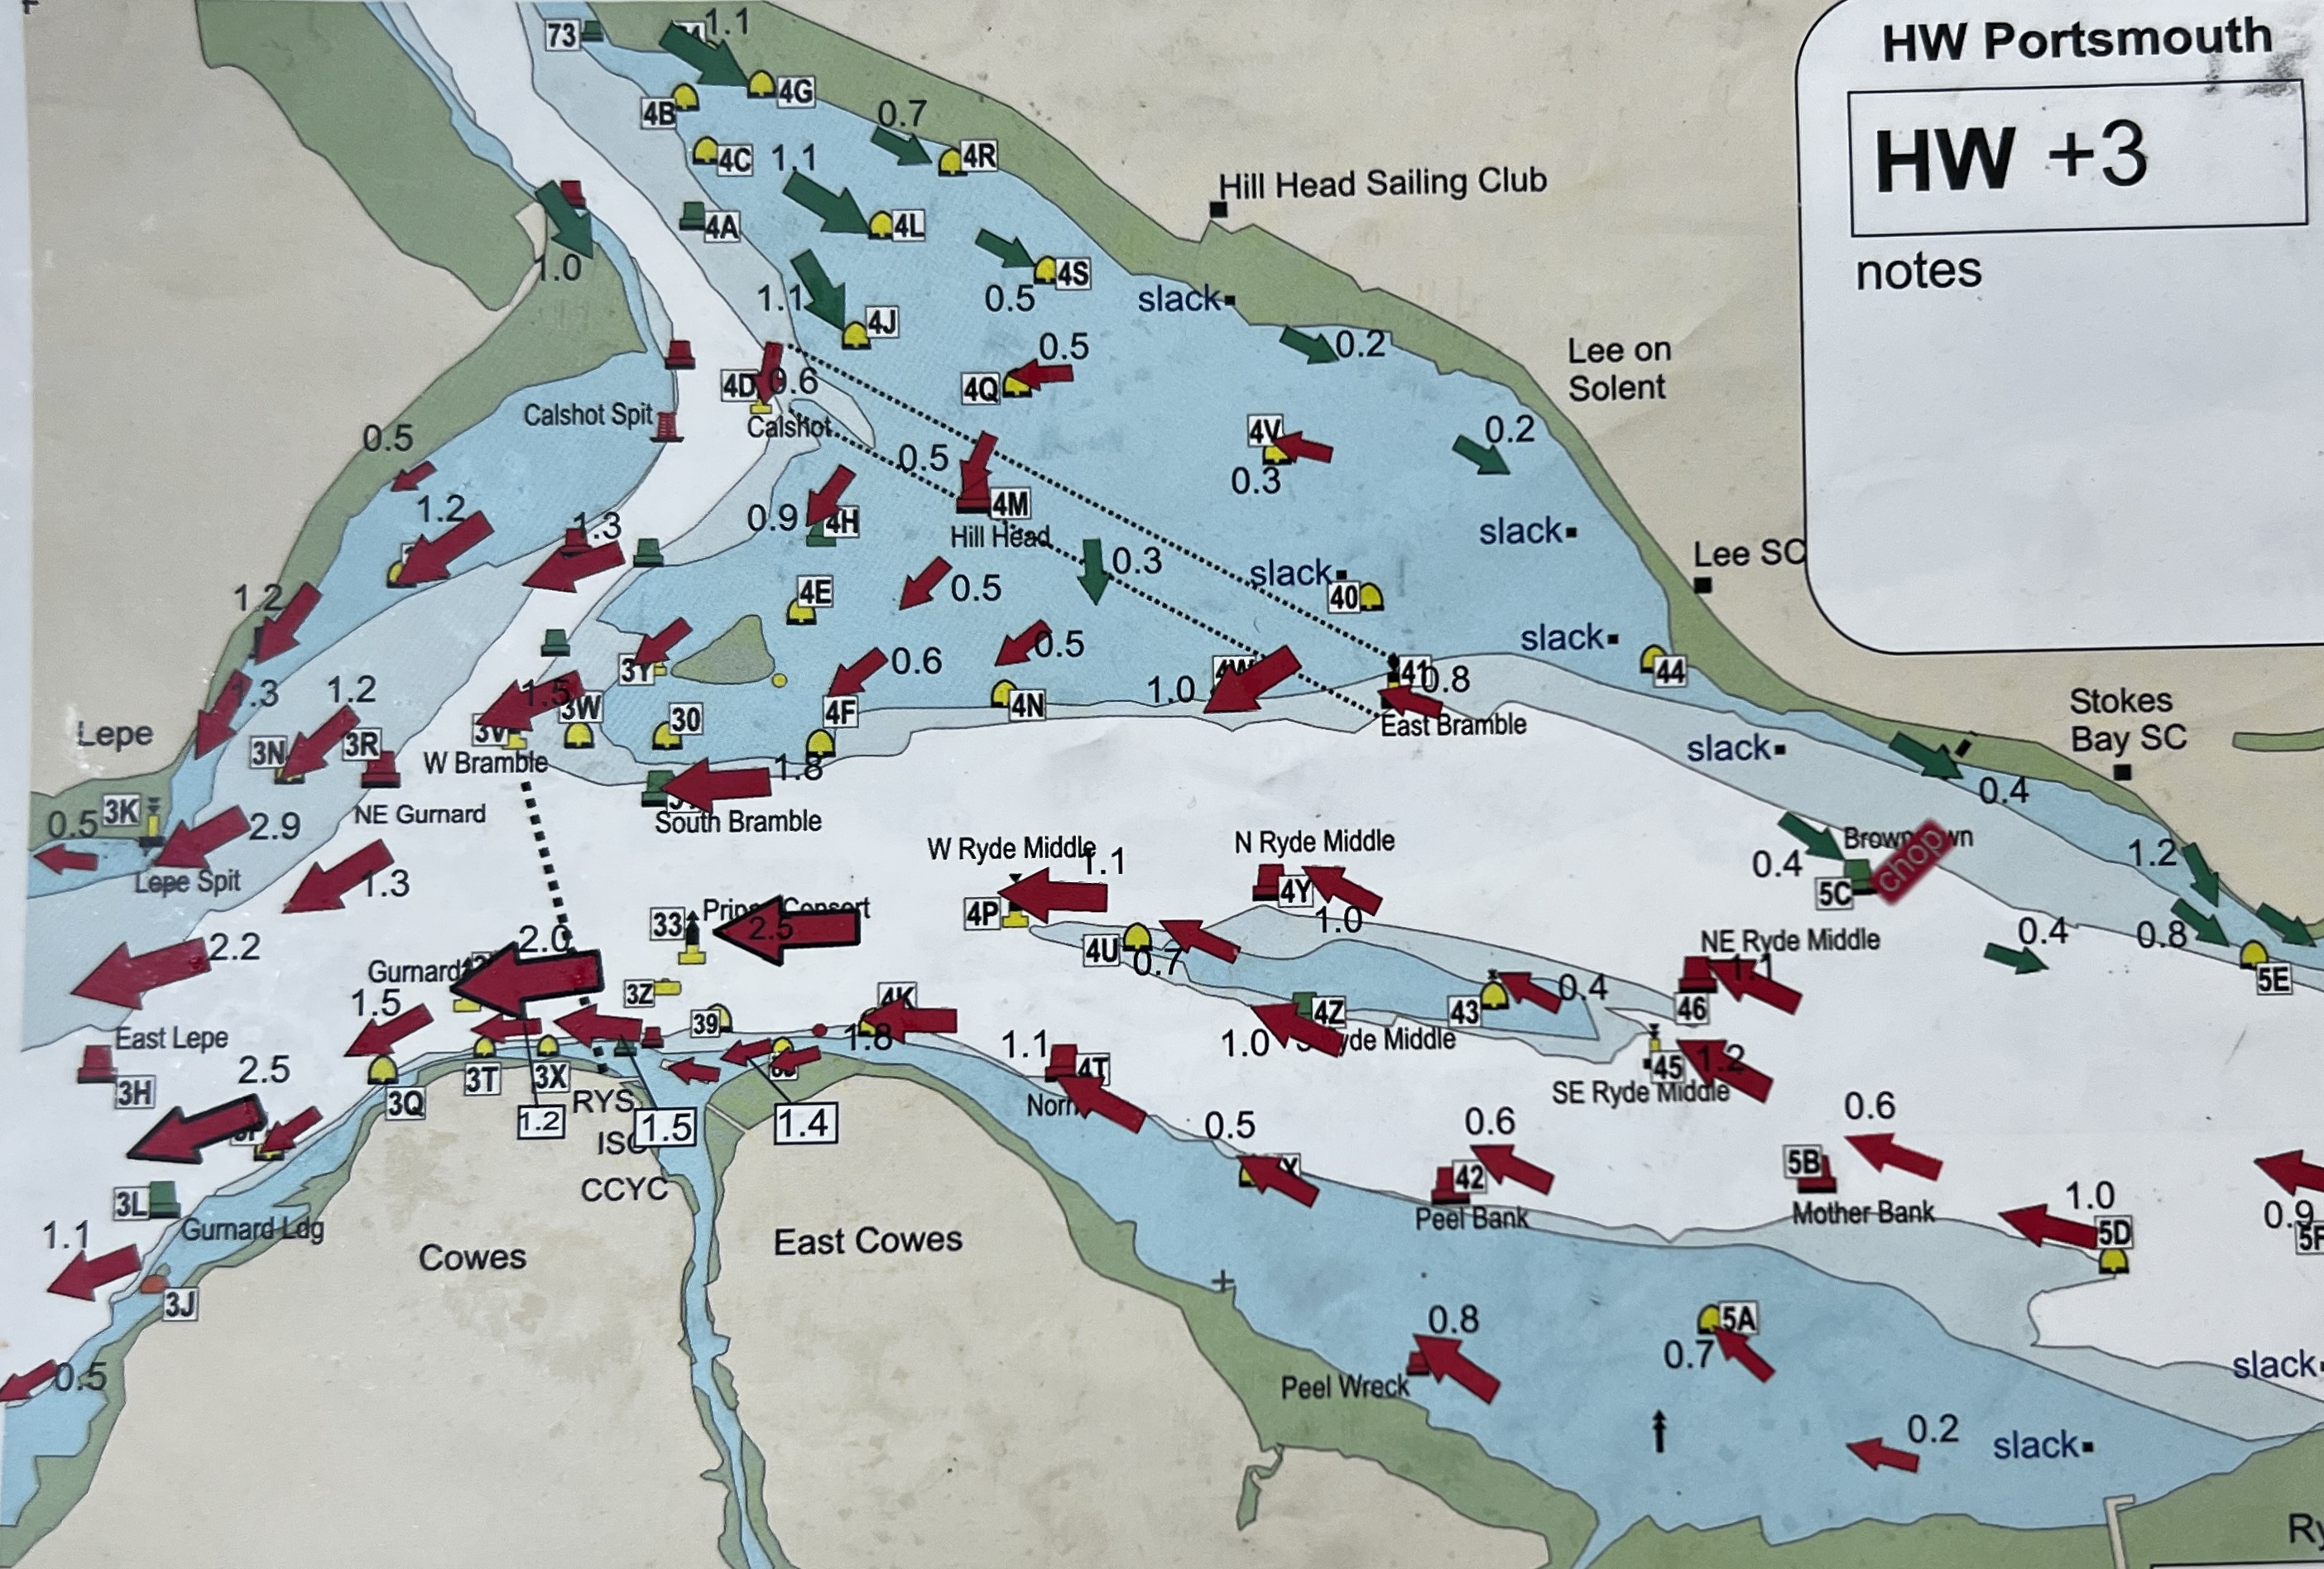 HW Portsmouth
HW +3
notes
73
1.1
4G
4B
0.7
4C
1.1
4R
Hill Head Sailing Club
4A
4L
1.0
4S
1.1
0.5
slack
4J
0.2
Lee on
Solent
0.5
4D
0.6
4Q
Calshot Spit
Calshot
4V
0.2
0.5
0.5
0.3
1.2
4M
0.9
4H
1.3
Hill Head
slack
Lee SC
0.3
slack
4E
0.5
40
1.2
slack
0.5
3Y
0.6
44
4W
41
0.8
1.3
1.2
1.5
1.0
3W
4N
4F
30
East Bramble
Stokes
Bay SC
Lepe
3N
3R
3V
W Bramble
slack
1.8
0.4
South Bramble
NE Gurnard
3K
0.5
2.9
Lepe Spit
W Ryde Middle
N Ryde Middle
1.1
Browndown
chop
0.4
5C
1.2
1.3
4Y
4P
33
Prince Consort
2.5
1.0
0.4
0.8
NE Ryde Middle
2.0
2.2
4U
0.7
Gurnard
1.1
5E
3Z
0.4
1.5
4K
43
46
39
4Z
East Lepe
1.8
1.1
1.0
Ryde Middle
2.5
3H
3T
3X
4T
45
1.2
SE Ryde Middle
3Q
RYS
1.2
1.5
1.4
Norr
0.5
0.6
0.6
ISC
42
5B
CCYC
3L
Peel Bank
Mother Bank
1.0
0.9
5D
1.1
Gurnard Ldg
Cowes
East Cowes
3J
0.8
5A
0.7
slack
0.5
Peel Wreck
0.2
slack
Ry